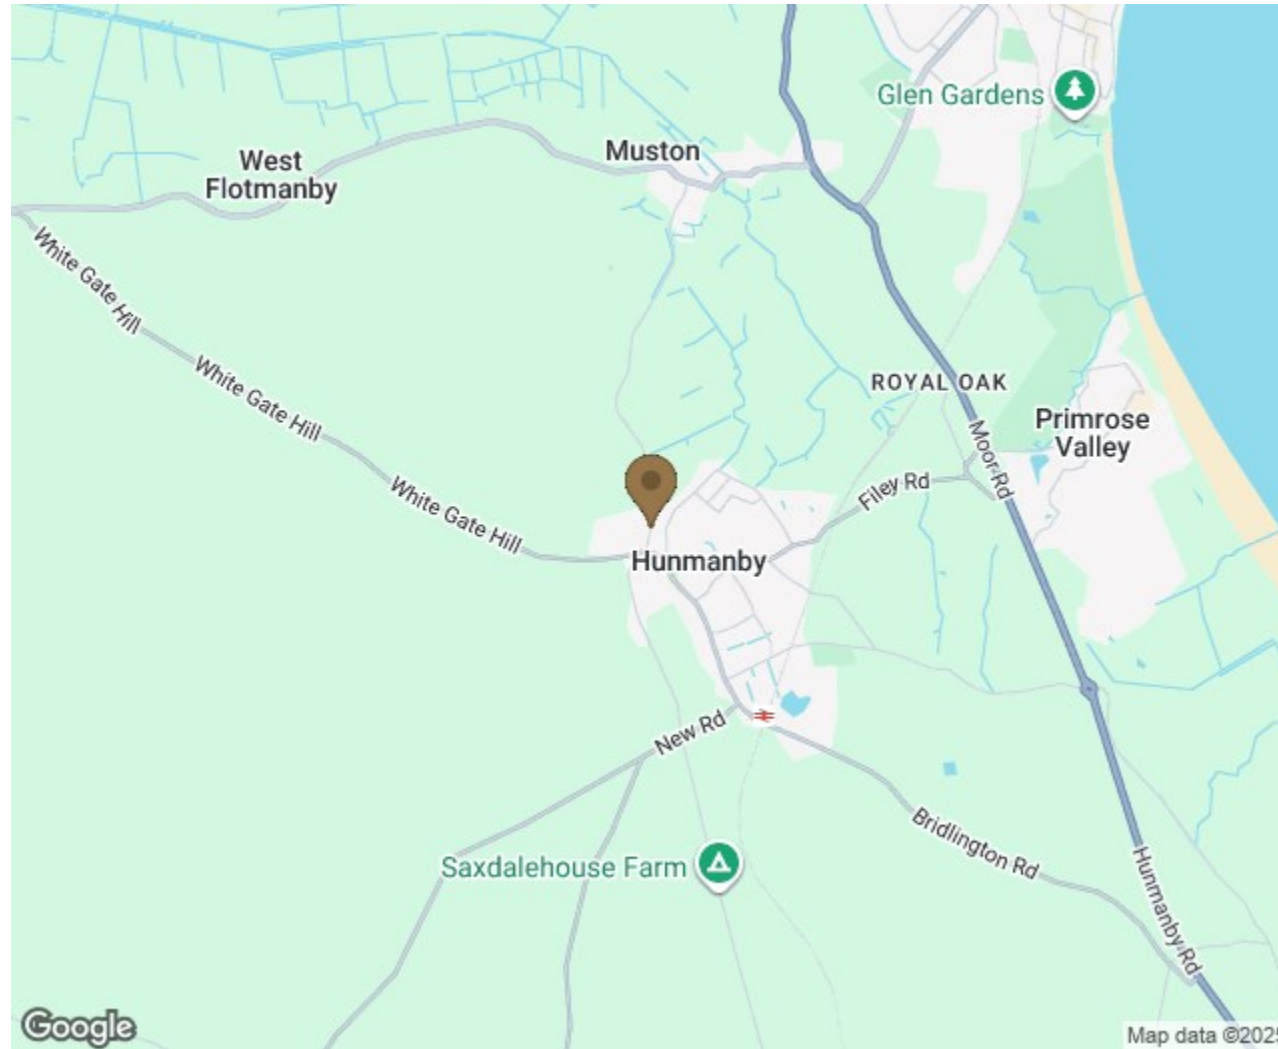 Glen Gardens
Muston
West
Flotmanby
White Gate Hill
White Gate Hill
ROYAL OAK
Primrose
Valley
Moor Rd
Filey Rd
White Gate Hill
Hunmanby
New Rd
Bridlington Rd
Saxdalehouse Farm
Hunmanby Rd
Google
Map data ©2025